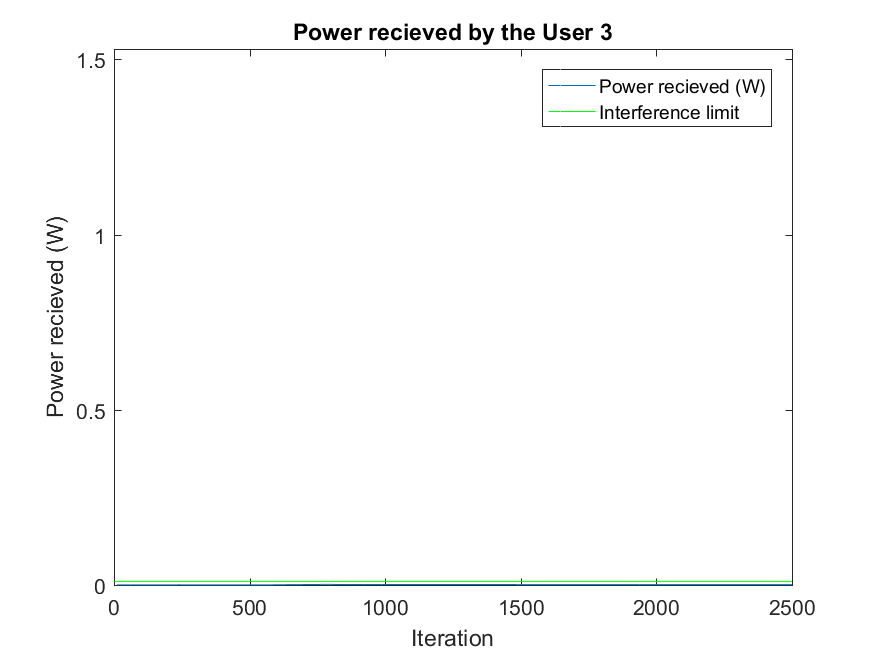 Power recieved by the User 3
1.5
Power recieved (W)
Interference limit
1
Power recieved (W)
0.5
0
0 500 1000 1500 2000 2500
Iteration